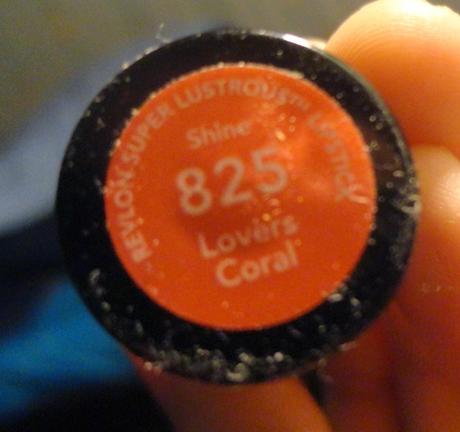 REVLON SUPER LUSTROUS™ LIPSTICK
Shine
825
Lovers
Coral